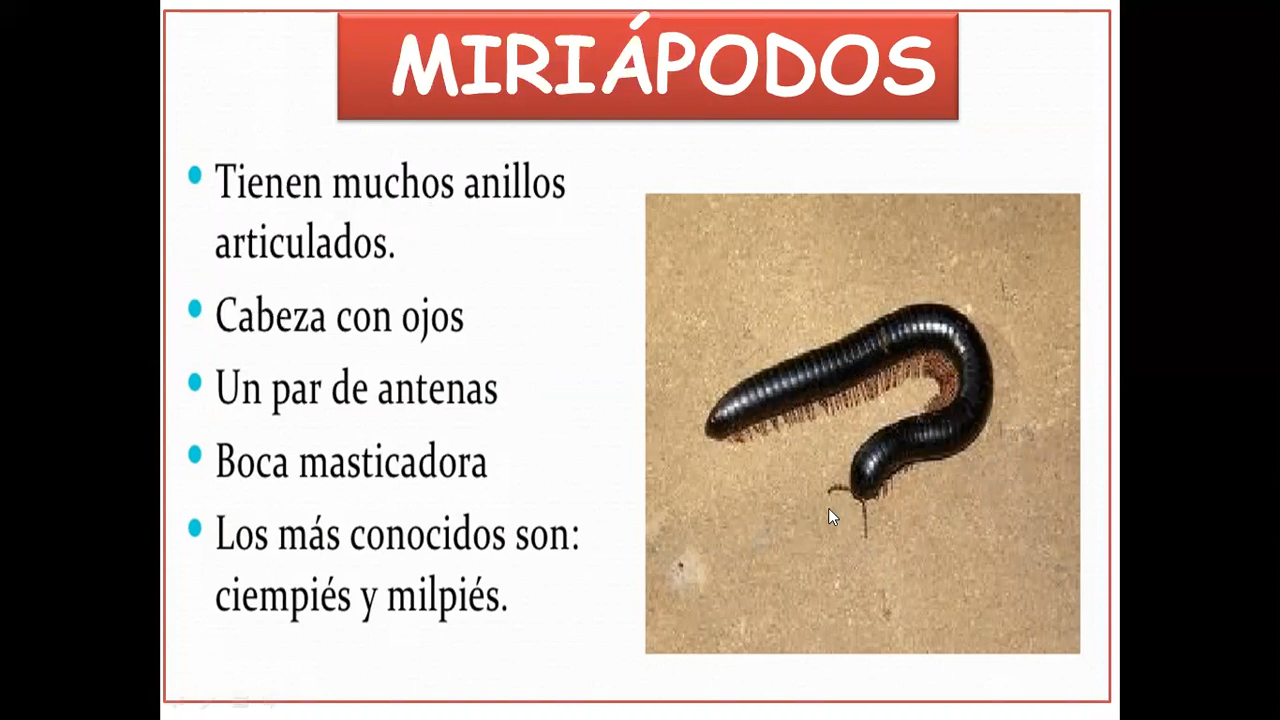 MIRIÁPODOS
• Tienen muchos anillos
articulados.
• Cabeza con ojos
• Un par de antenas
• Boca masticadora
• Los más conocidos son:
ciempiés y milpiés.